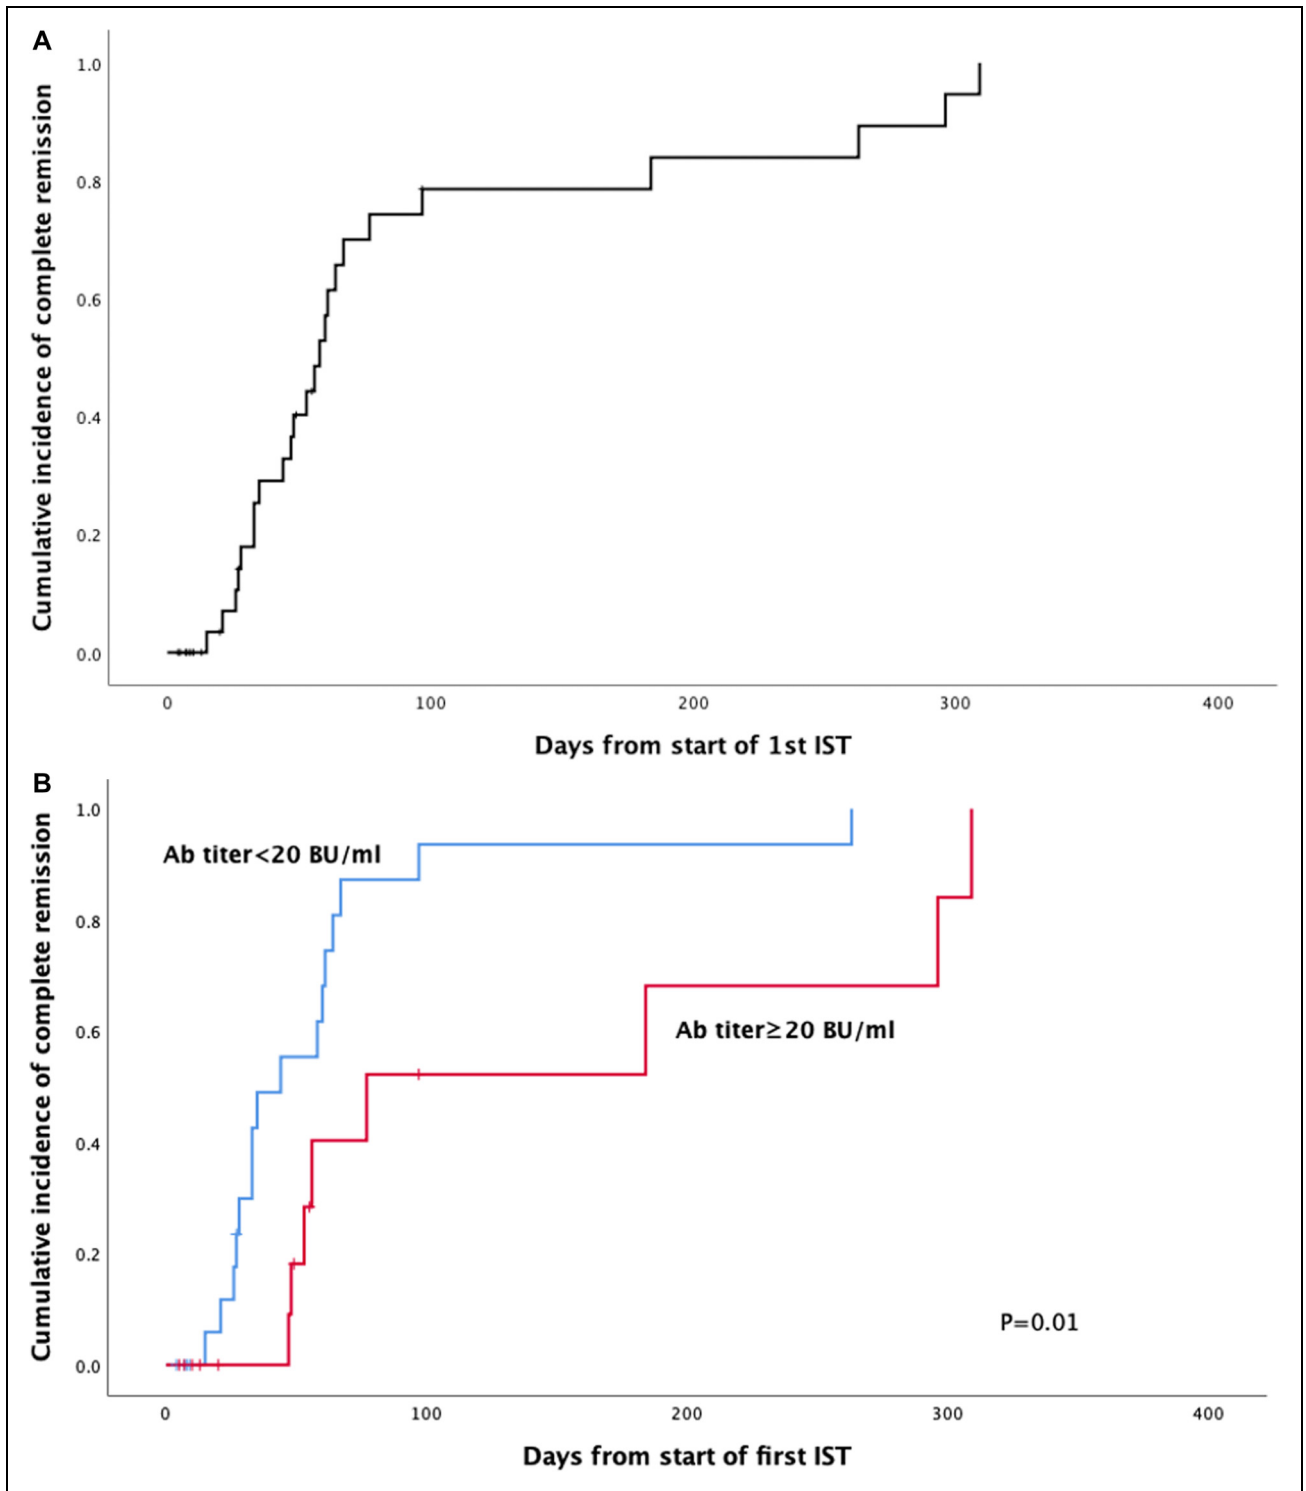 A
Cumulative incidence of complete remission
1.0
0.8
0.6
0.4
0.2
0.0
0 100 200 300 400
Days from start of 1st IST
B
Cumulative incidence of complete remission
1.0
Ab titer<20 BU/ml
0.8
0.6
Ab titer≥20 BU/ml
0.4
0.2
P=0.01
0.0
0 100 200 300 400
Days from start of first IST